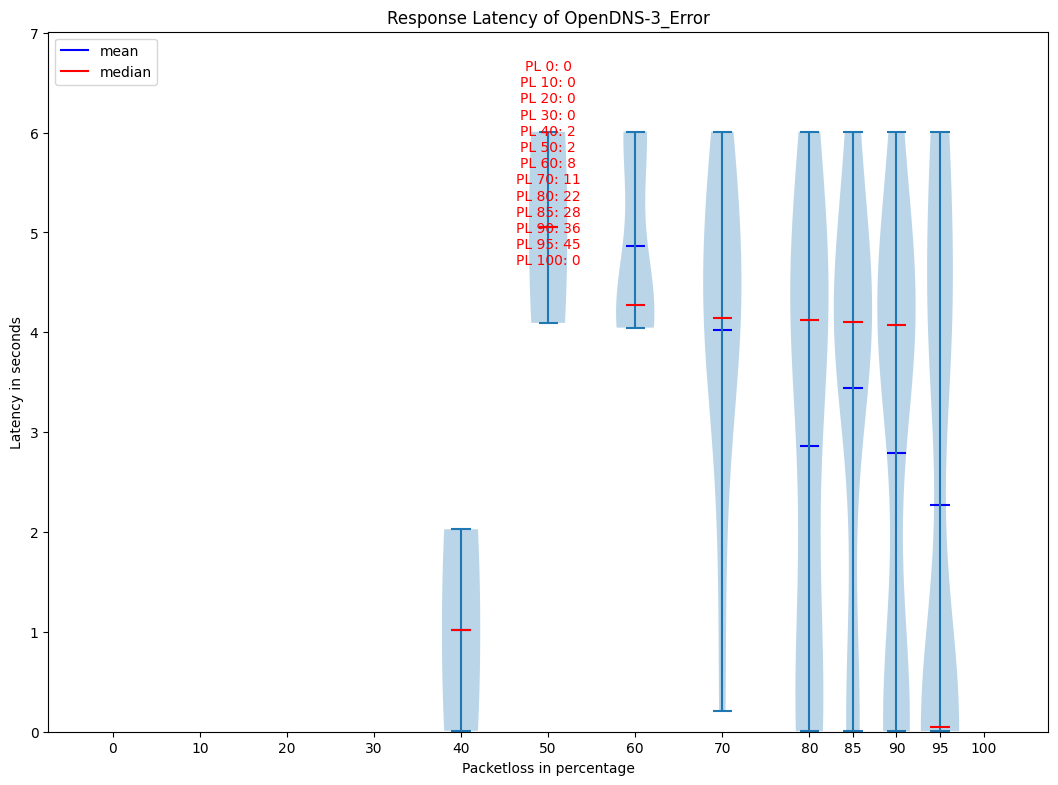 Response Latency of OpenDNS-3_Error
mean
median
PL 0: 0
PL 10: 0
PL 20: 0
PL 30: 0
PL 40: 2
PL 50: 2
PL 60: 8
PL 70: 11
PL 80: 22
PL 85: 28
PL 90: 36
PL 95: 45
PL 100: 0
7
6
5
4
3
2
1
0
Latency in seconds
0 10 20 30 40 50 60 70 80 85 90 95 100
Packetloss in percentage